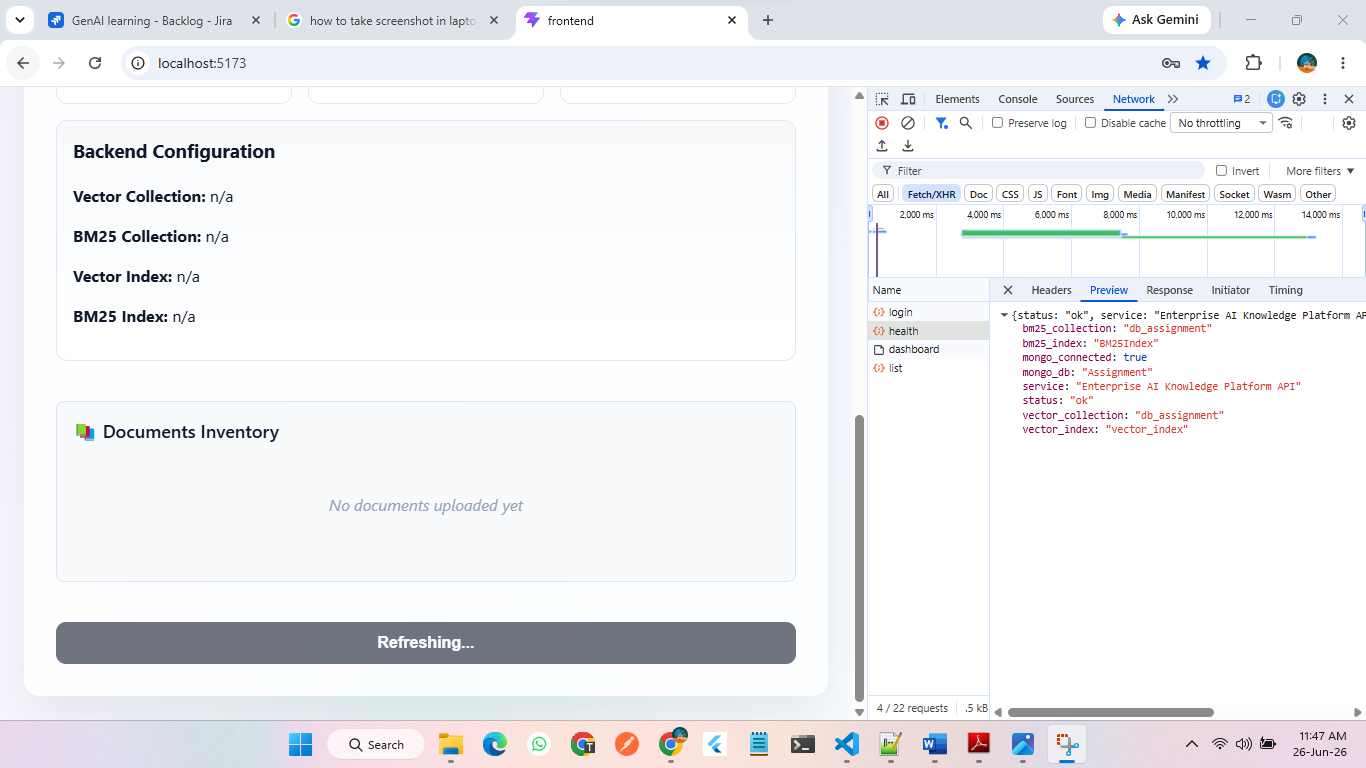 GenAI learning - Backlog - Jira
how to take screenshot in lapto
frontend
Ask Gemini
localhost:5173
Backend Configuration
Vector Collection: n/a
BM25 Collection: n/a
Vector Index: n/a
BM25 Index: n/a
Documents Inventory
No documents uploaded yet
Refreshing...
Elements Console Sources Network 2
Preserve log Disable cache No throttling
Filter Invert More filters
All Fetch/XHR Doc CSS JS Font Img Media Manifest Socket Wasm Other
2,000 ms 4,000 ms 6,000 ms 8,000 ms 10,000 ms 12,000 ms 14,000 ms
Name
login
health
dashboard
list
Headers Preview Response Initiator Timing
{status: "ok", service: "Enterprise AI Knowledge Platform AP
bm25_collection: "db_assignment"
bm25_index: "BM25Index"
mongo_connected: true
mongo_db: "Assignment"
service: "Enterprise AI Knowledge Platform API"
status: "ok"
vector_collection: "db_assignment"
vector_index: "vector_index"
4 / 22 requests .5 kB
Search
T
11:47 AM
26-Jun-26